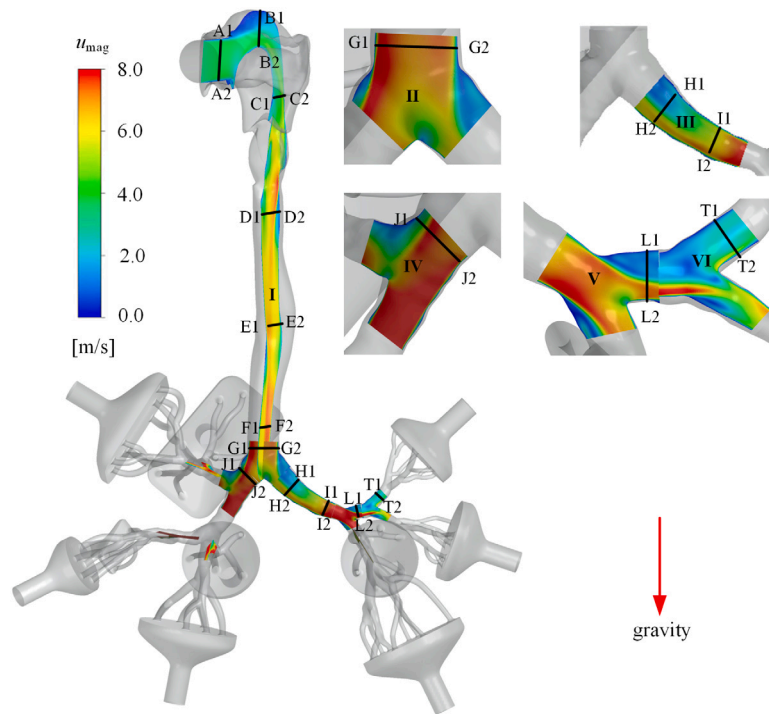 u mag
8.0
6.0
4.0
2.0
0.0
[m/s]
A1
B1
A2
B2
C1
C2
D1
D2
I
E1
E2
F1
F2
G1
G2
J1
J2
H1
H2
I1
I2
L1
L2
T1
T2
G1
G2
II
H1
H2
III
I1
I2
J1
IV
J2
L1
T1
V
VI
T2
L2
gravity